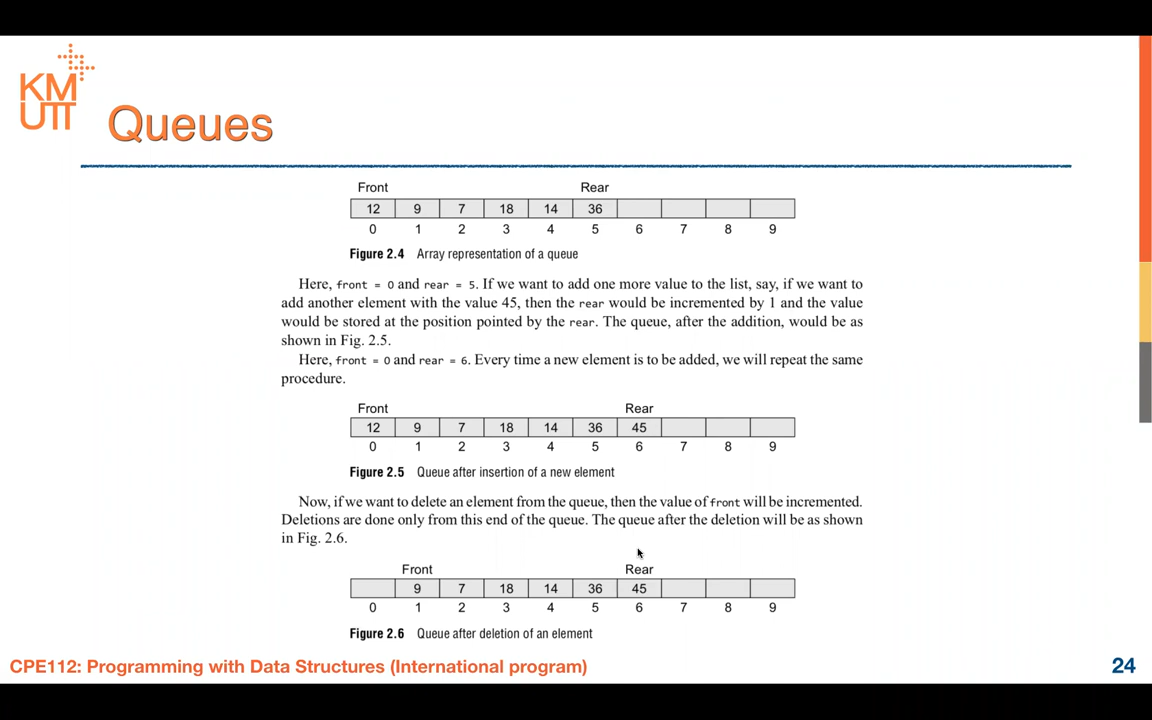 KM
UTT
Queues
Front Rear
12 9 7 18 14 36
0 1 2 3 4 5 6 7 8 9
Figure 2.4 Array representation of a queue
Here, front = 0 and rear = 5. If we want to add one more value to the list, say, if we want to
add another element with the value 45, then the rear would be incremented by 1 and the value
would be stored at the position pointed by the rear. The queue, after the addition, would be as
shown in Fig. 2.5.
Here, front = 0 and rear = 6. Every time a new element is to be added, we will repeat the same
procedure.
Front Rear
12 9 7 18 14 36 45
0 1 2 3 4 5 6 7 8 9
Figure 2.5 Queue after insertion of a new element
Now, if we want to delete an element from the queue, then the value of front will be incremented.
Deletions are done only from this end of the queue. The queue after the deletion will be as shown
in Fig. 2.6.
Front Rear
9 7 18 14 36 45
0 1 2 3 4 5 6 7 8 9
Figure 2.6 Queue after deletion of an element
CPE112: Programming with Data Structures (International program) 24